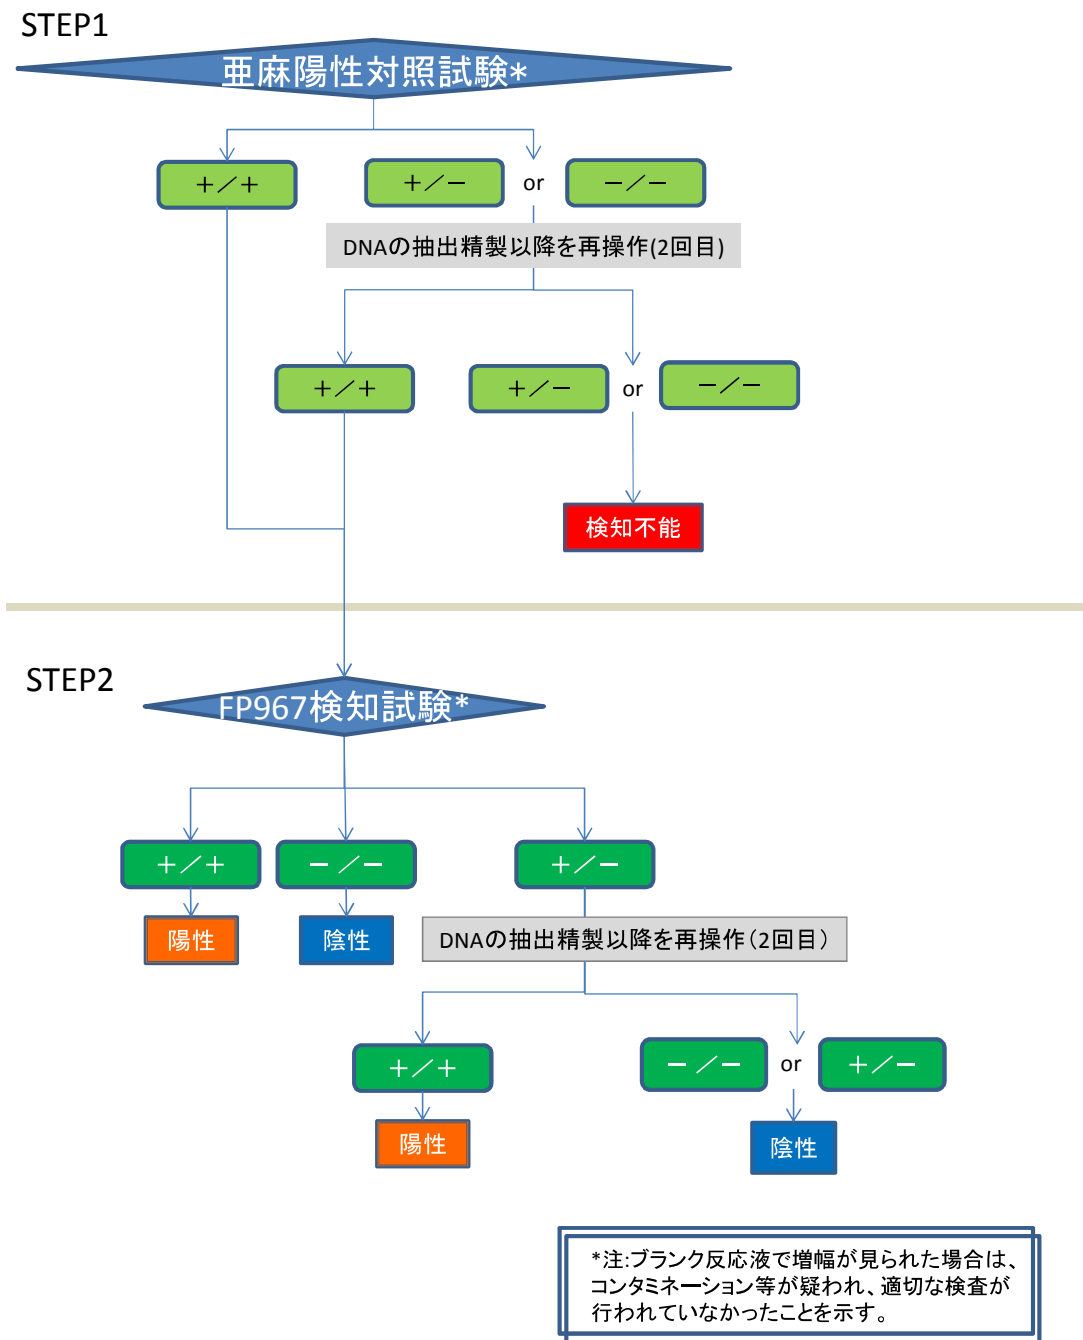 STEP1
亜麻陽性対照試験*
＋／＋
＋／－ or －／－
DNAの抽出精製以降を再操作(2回目)
＋／＋
＋／－ or －／－
検知不能
STEP2
FP967検知試験*
＋／＋
－／－
＋／－
陽性
陰性
DNAの抽出精製以降を再操作（2回目）
＋／＋
－／－ or ＋／－
陽性
陰性
*注:ブランク反応液で増幅が見られた場合は、
コンタミネーション等が疑われ、適切な検査が
行われていなかったことを示す。